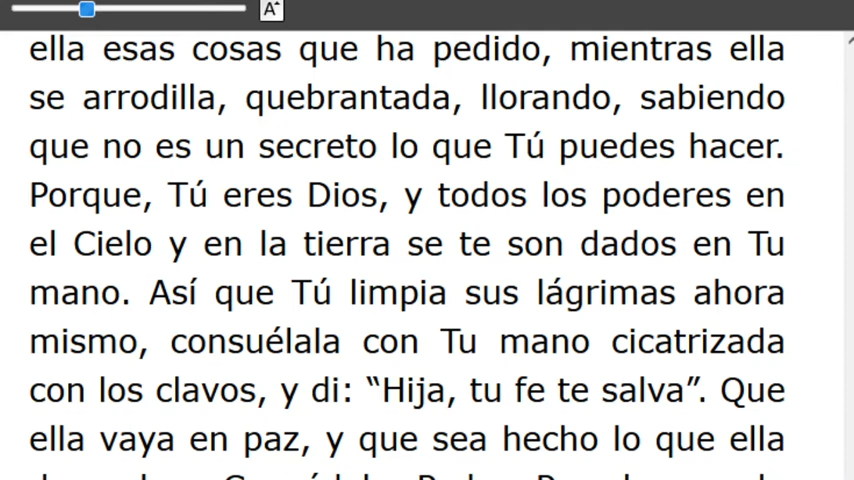 A
ella esas cosas que ha pedido, mientras ella
se arrodilla, quebrantada, llorando, sabiendo
que no es un secreto lo que Tú puedes hacer.
Porque, Tú eres Dios, y todos los poderes en
el Cielo y en la tierra se te son dados en Tu
mano. Así que Tú limpia sus lágrimas ahora
mismo, consuélala con Tu mano cicatrizada
con los clavos, y di: “Hija, tu fe te salva”. Que
ella vaya en paz, y que sea hecho lo que ella